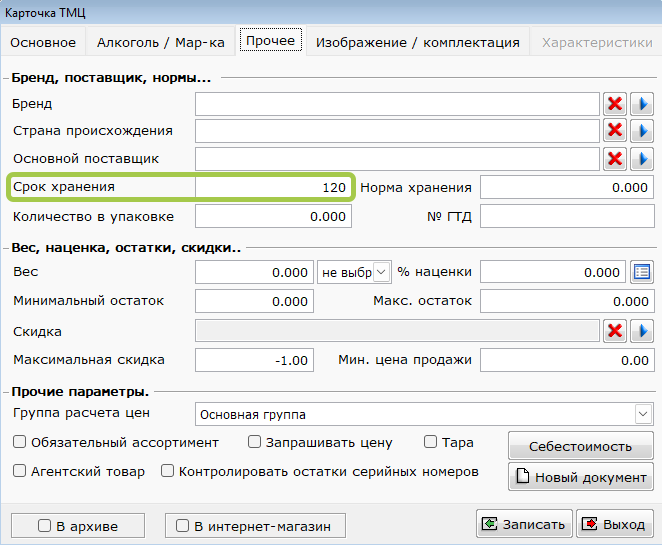 Карточка ТМЦ
Основное Алкоголь / Мар-ка Прочее Изображение / комплектация Характеристики
Бренд, поставщик, нормы...
Бренд
Страна происхождения
Основной поставщик
Срок хранения 120 Норма хранения 0.000
Количество в упаковке 0.000 № ГТД
Вес, наценка, остатки, скидки..
Вес 0.000 не выбр % наценки 0.000
Минимальный остаток 0.000 Макс. остаток 0.000
Скидка
Максимальная скидка -1.00 Мин. цена продажи 0.00
Прочие параметры.
Группа расчета цен Основная группа
Обязательный ассортимент Запрашивать цену Тара Себестоимость
Агентский товар Контролировать остатки серийных номеров Новый документ
В архиве В интернет-магазин Записать Выход